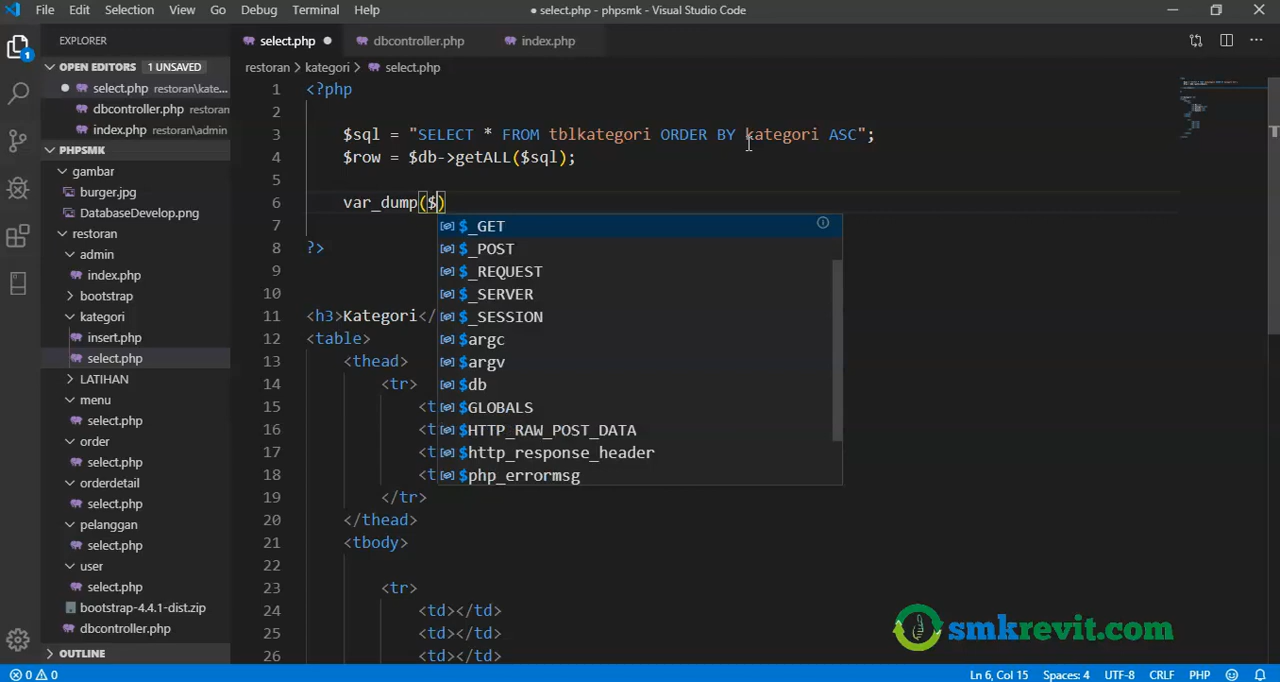 File Edit Selection View Go Debug Terminal Help
● select.php - phpsmk - Visual Studio Code
EXPLORER
OPEN EDITORS 1 UNSAVED
select.php restoran\kate...
dbcontroller.php restoran
index.php restoran\admin
PHPSMK
gambar
burger.jpg
DatabaseDevelop.png
restoran
admin
index.php
bootstrap
kategori
insert.php
select.php
LATIHAN
menu
select.php
order
select.php
orderdetail
select.php
pelanggan
select.php
user
select.php
bootstrap-4.4.1-dist.zip
dbcontroller.php
OUTLINE
select.php ● dbcontroller.php index.php
restoran > kategori > select.php
1 <?php
2
3 $sql = "SELECT * FROM tblkategori ORDER BY kategori ASC";
4 $row = $db->getALL($sql);
5
6 var_dump($)
7
8 ?>
9
10
11 <h3>Kategori</
12 <table>
13 <thead>
14 <tr>
15 <t
16 <t
17 <t
18 <t
19 </tr>
20 </thead>
21 <tbody>
22
23 <tr>
24 <td></td>
25 <td></td>
26 <td></td>
$_GET
$_POST
$_REQUEST
$_SERVER
$_SESSION
$argc
$argv
$db
$GLOBALS
$HTTP_RAW_POST_DATA
$http_response_header
$php_errormsg
smkrevit.com
0 0 Ln 6, Col 15 Spaces: 4 UTF-8 CRLF PHP